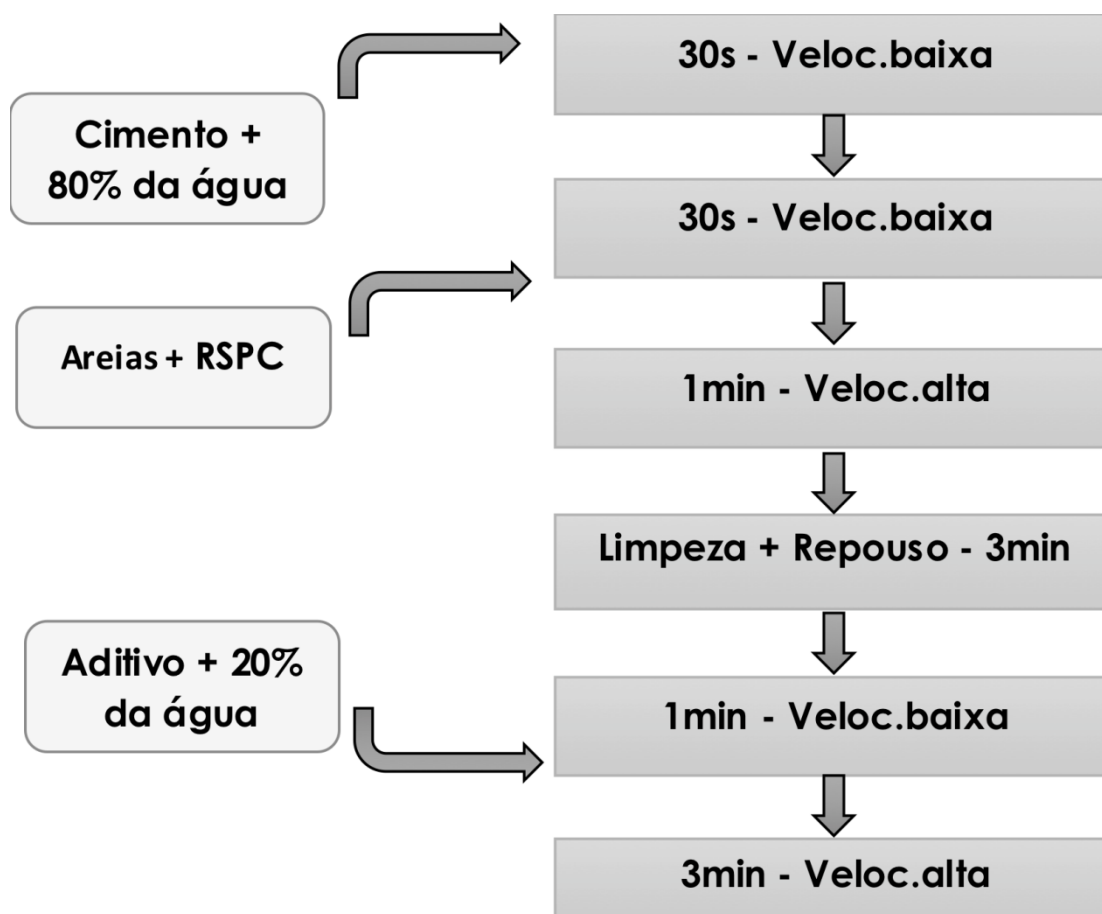 30s - Veloc.baixa
Cimento +
80% da água
30s - Veloc.baixa
Areias + RSPC
1min - Veloc.alta
Limpeza + Repouso - 3min
Aditivo + 20%
da água
1min - Veloc.baixa
3min - Veloc.alta